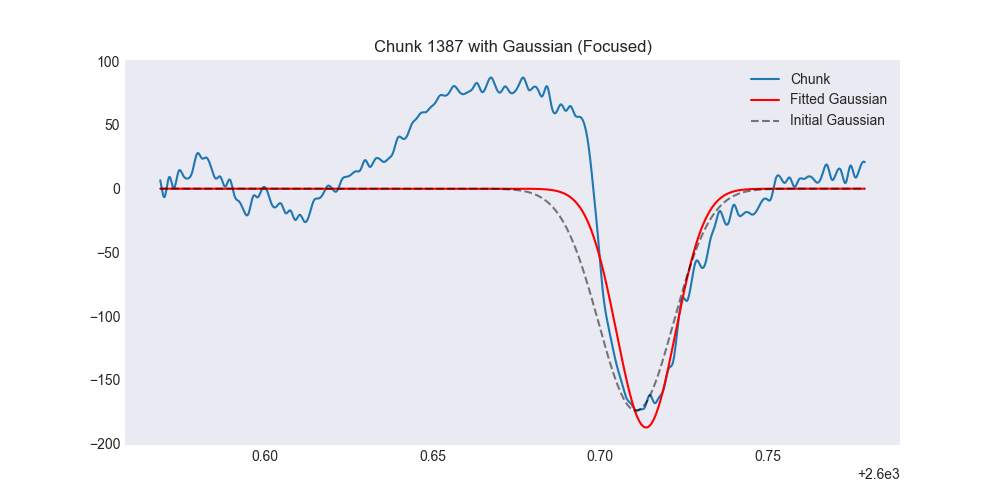 Chunk 1387 with Gaussian (Focused)
100
50
0
−50
−100
−150
−200
Chunk
Fitted Gaussian
Initial Gaussian
0.60 0.65 0.70 0.75
+2.6e3